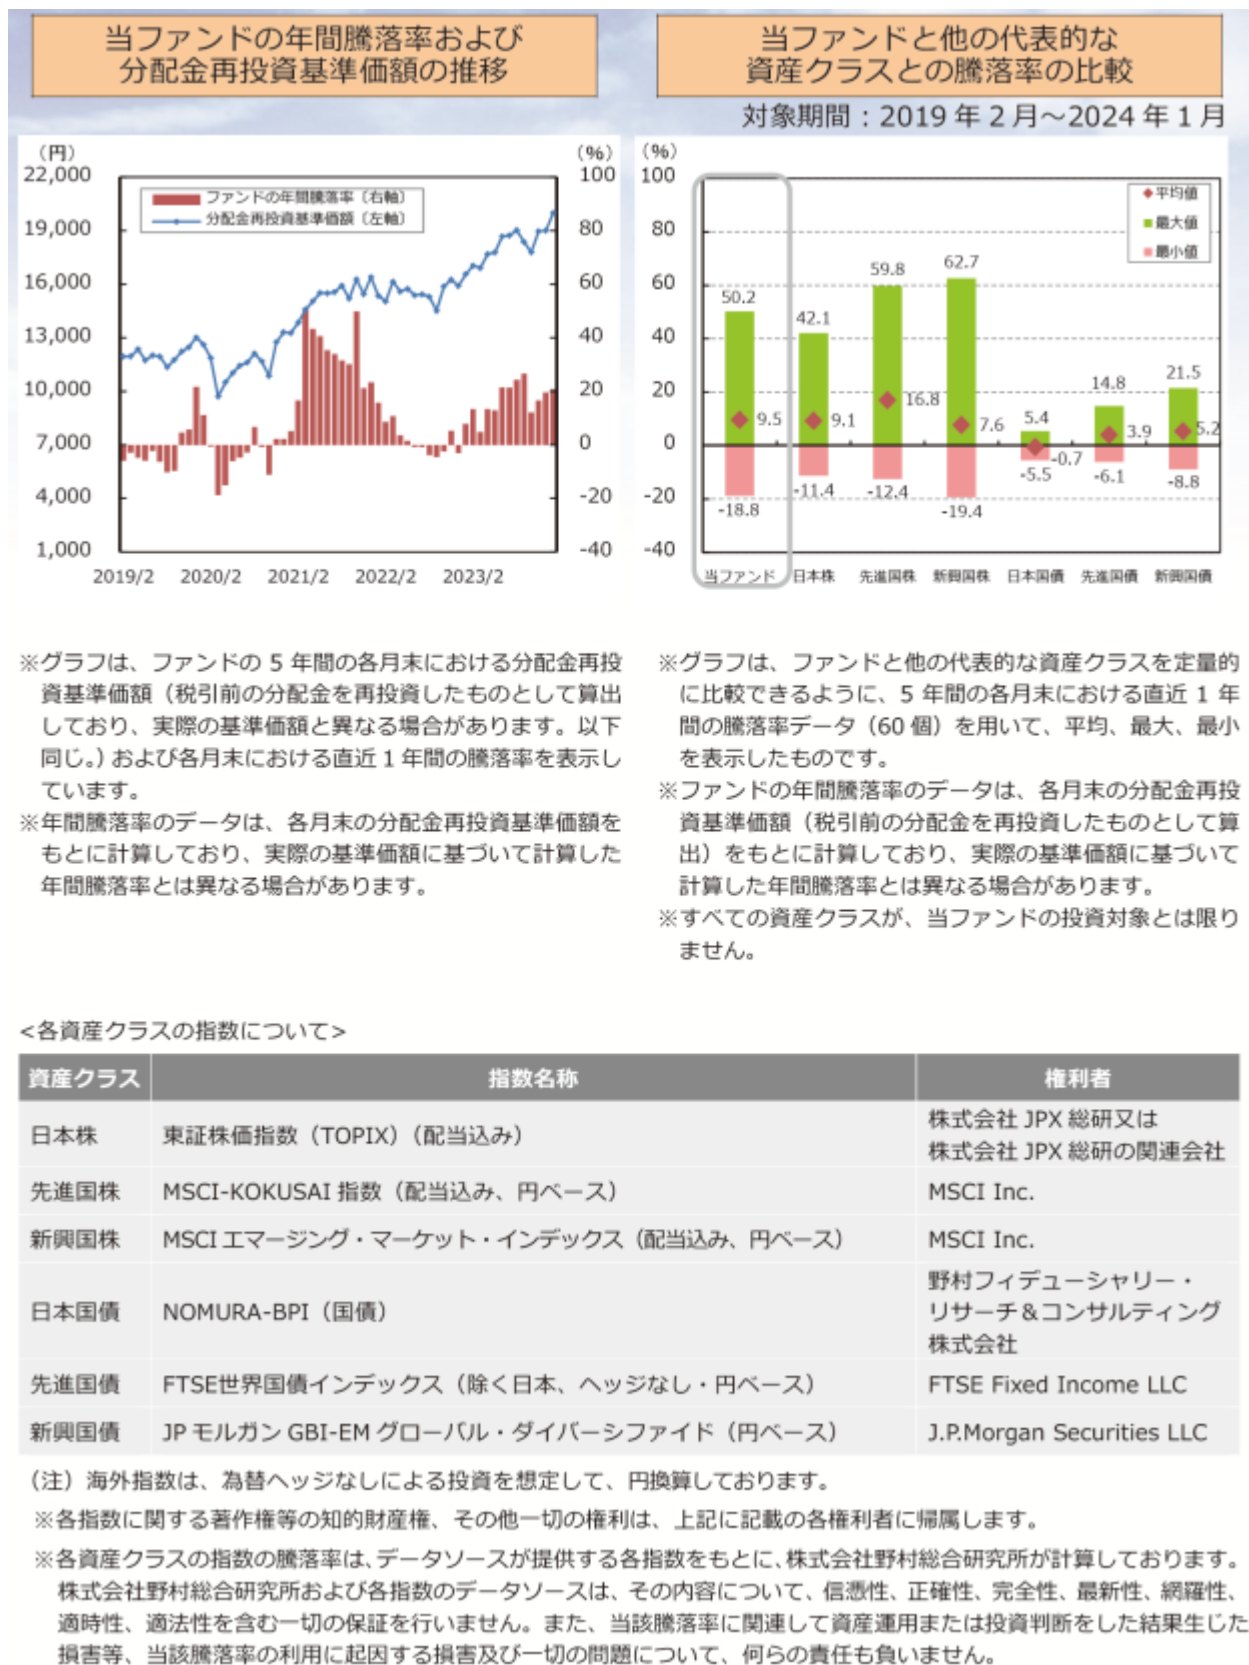 当ファンドの年間騰落率および
分配金再投資基準価額の推移
当ファンドと他の代表的な
資産クラスとの騰落率の比較
対象期間：2019年2月～2024年1月
（円）
（%）
22,000
19,000
16,000
13,000
10,000
7,000
4,000
1,000
100
80
60
40
20
0
-20
-40
ファンドの年間騰落率〔右軸〕
分配金再投資基準価額〔左軸〕
2019/2 2020/2 2021/2 2022/2 2023/2
（%）
100
80
60
40
20
0
-20
-40
平均値
最大値
最小値
50.2 42.1 59.8 62.7 5.4 14.8 21.5
9.5 9.1 16.8 7.6 -0.7 3.9 5.2
-18.8 -11.4 -12.4 -19.4 -5.5 -6.1 -8.8
当ファンド 日本株 先進国株 新興国株 日本国債 先進国債 新興国債
※グラフは、ファンドの5年間の各月末における分配金再投
資基準価額（税引前の分配金を再投資したものとして算出
しており、実際の基準価額と異なる場合があります。以下
同じ。）および各月末における直近1年間の騰落率を表示し
ています。
※年間騰落率のデータは、各月末の分配金再投資基準価額を
もとに計算しており、実際の基準価額に基づいて計算した
年間騰落率とは異なる場合があります。
※グラフは、ファンドと他の代表的な資産クラスを定量的
に比較できるように、5年間の各月末における直近1年
間の騰落率データ（60個）を用いて、平均、最大、最小
を表示したものです。
※ファンドの年間騰落率のデータは、各月末の分配金再投
資基準価額（税引前の分配金を再投資したものとして算
出）をもとに計算しており、実際の基準価額に基づいて
計算した年間騰落率とは異なる場合があります。
※すべての資産クラスが、当ファンドの投資対象とは限り
ません。
<各資産クラスの指数について>
資産クラス 指数名称 権利者
日本株 東証株価指数（TOPIX）（配当込み） 株式会社JPX総研又は
株式会社JPX総研の関連会社
先進国株 MSCI-KOKUSAI指数（配当込み、円ベース） MSCI Inc.
新興国株 MSCIエマージング・マーケット・インデックス（配当込み、円ベース） MSCI Inc.
日本国債 NOMURA-BPI（国債） 野村フィデューシャリー・
リサーチ＆コンサルティング
株式会社
先進国債 FTSE世界国債インデックス（除く日本、ヘッジなし・円ベース） FTSE Fixed Income LLC
新興国債 JPモルガンGBI-EMグローバル・ダイバーシファイド（円ベース） J.P.Morgan Securities LLC
（注）海外指数は、為替ヘッジなしによる投資を想定して、円換算しております。
※各指数に関する著作権等の知的財産権、その他一切の権利は、上記に記載の各権利者に帰属します。
※各資産クラスの指数の騰落率は、データソースが提供する各指数をもとに、株式会社野村総合研究所が計算しております。
株式会社野村総合研究所および各指数のデータソースは、その内容について、信憑性、正確性、完全性、最新性、網羅性、
適時性、適法性を含む一切の保証を行いません。また、当該騰落率に関連して資産運用または投資判断をした結果生じた
損害等、当該騰落率の利用に起因する損害及び一切の問題について、何らの責任も負いません。